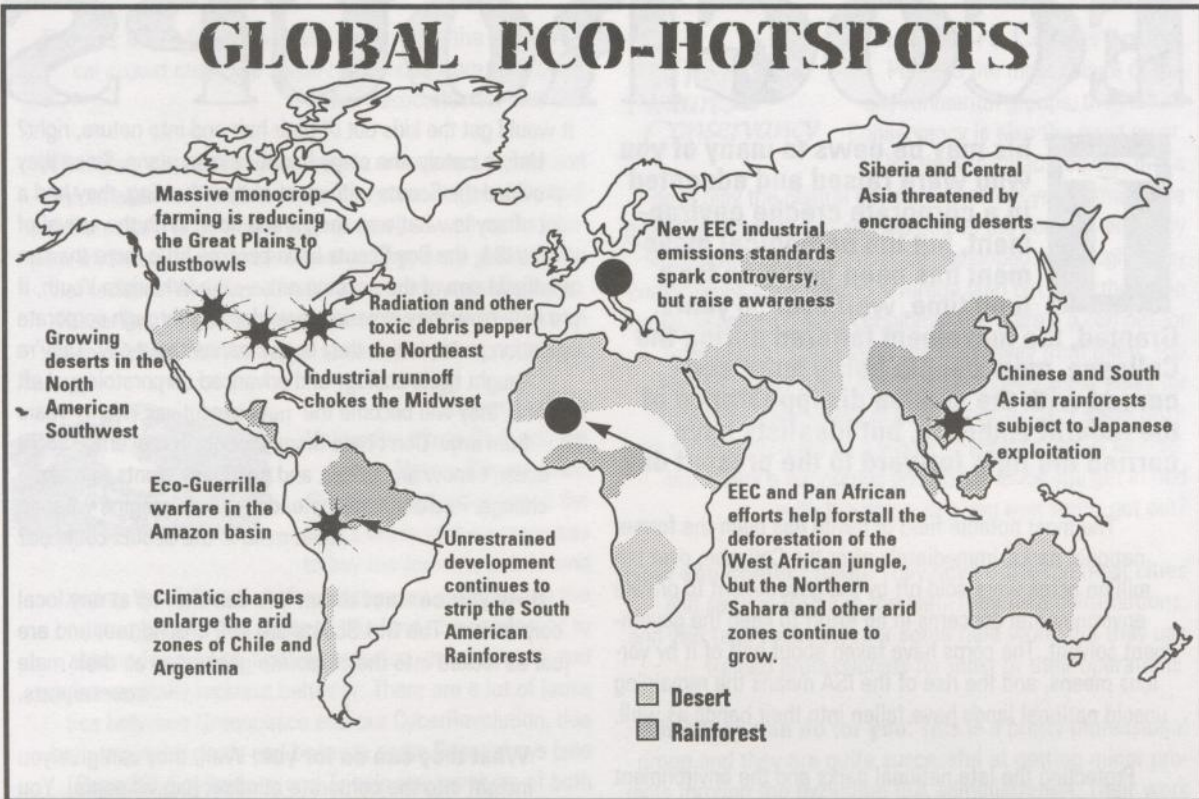 GLOBAL ECO-HOTSPOTS
Massive monocrop
farming is reducing
the Great Plains to
dustbowls
Siberia and Central
Asia threatened by
encroaching deserts
New EEC industrial
emissions standards
spark controversy,
but raise awareness
Radiation and other
toxic debris pepper
the Northeast
Growing
deserts in the
North
American
Southwest
Industrial runoff
chokes the Midwset
Chinese and South
Asian rainforests
subject to Japanese
exploitation
Eco-Guerrilla
warfare in the
Amazon basin
EEC and Pan African
efforts help forestall the
deforestation of the
West African jungle,
but the Northern
Sahara and other arid
zones continue to
grow.
Unrestrained
development
continues to
strip the South
American
Rainforests
Climatic changes
enlarge the arid
zones of Chile and
Argentina
Desert
Rainforest